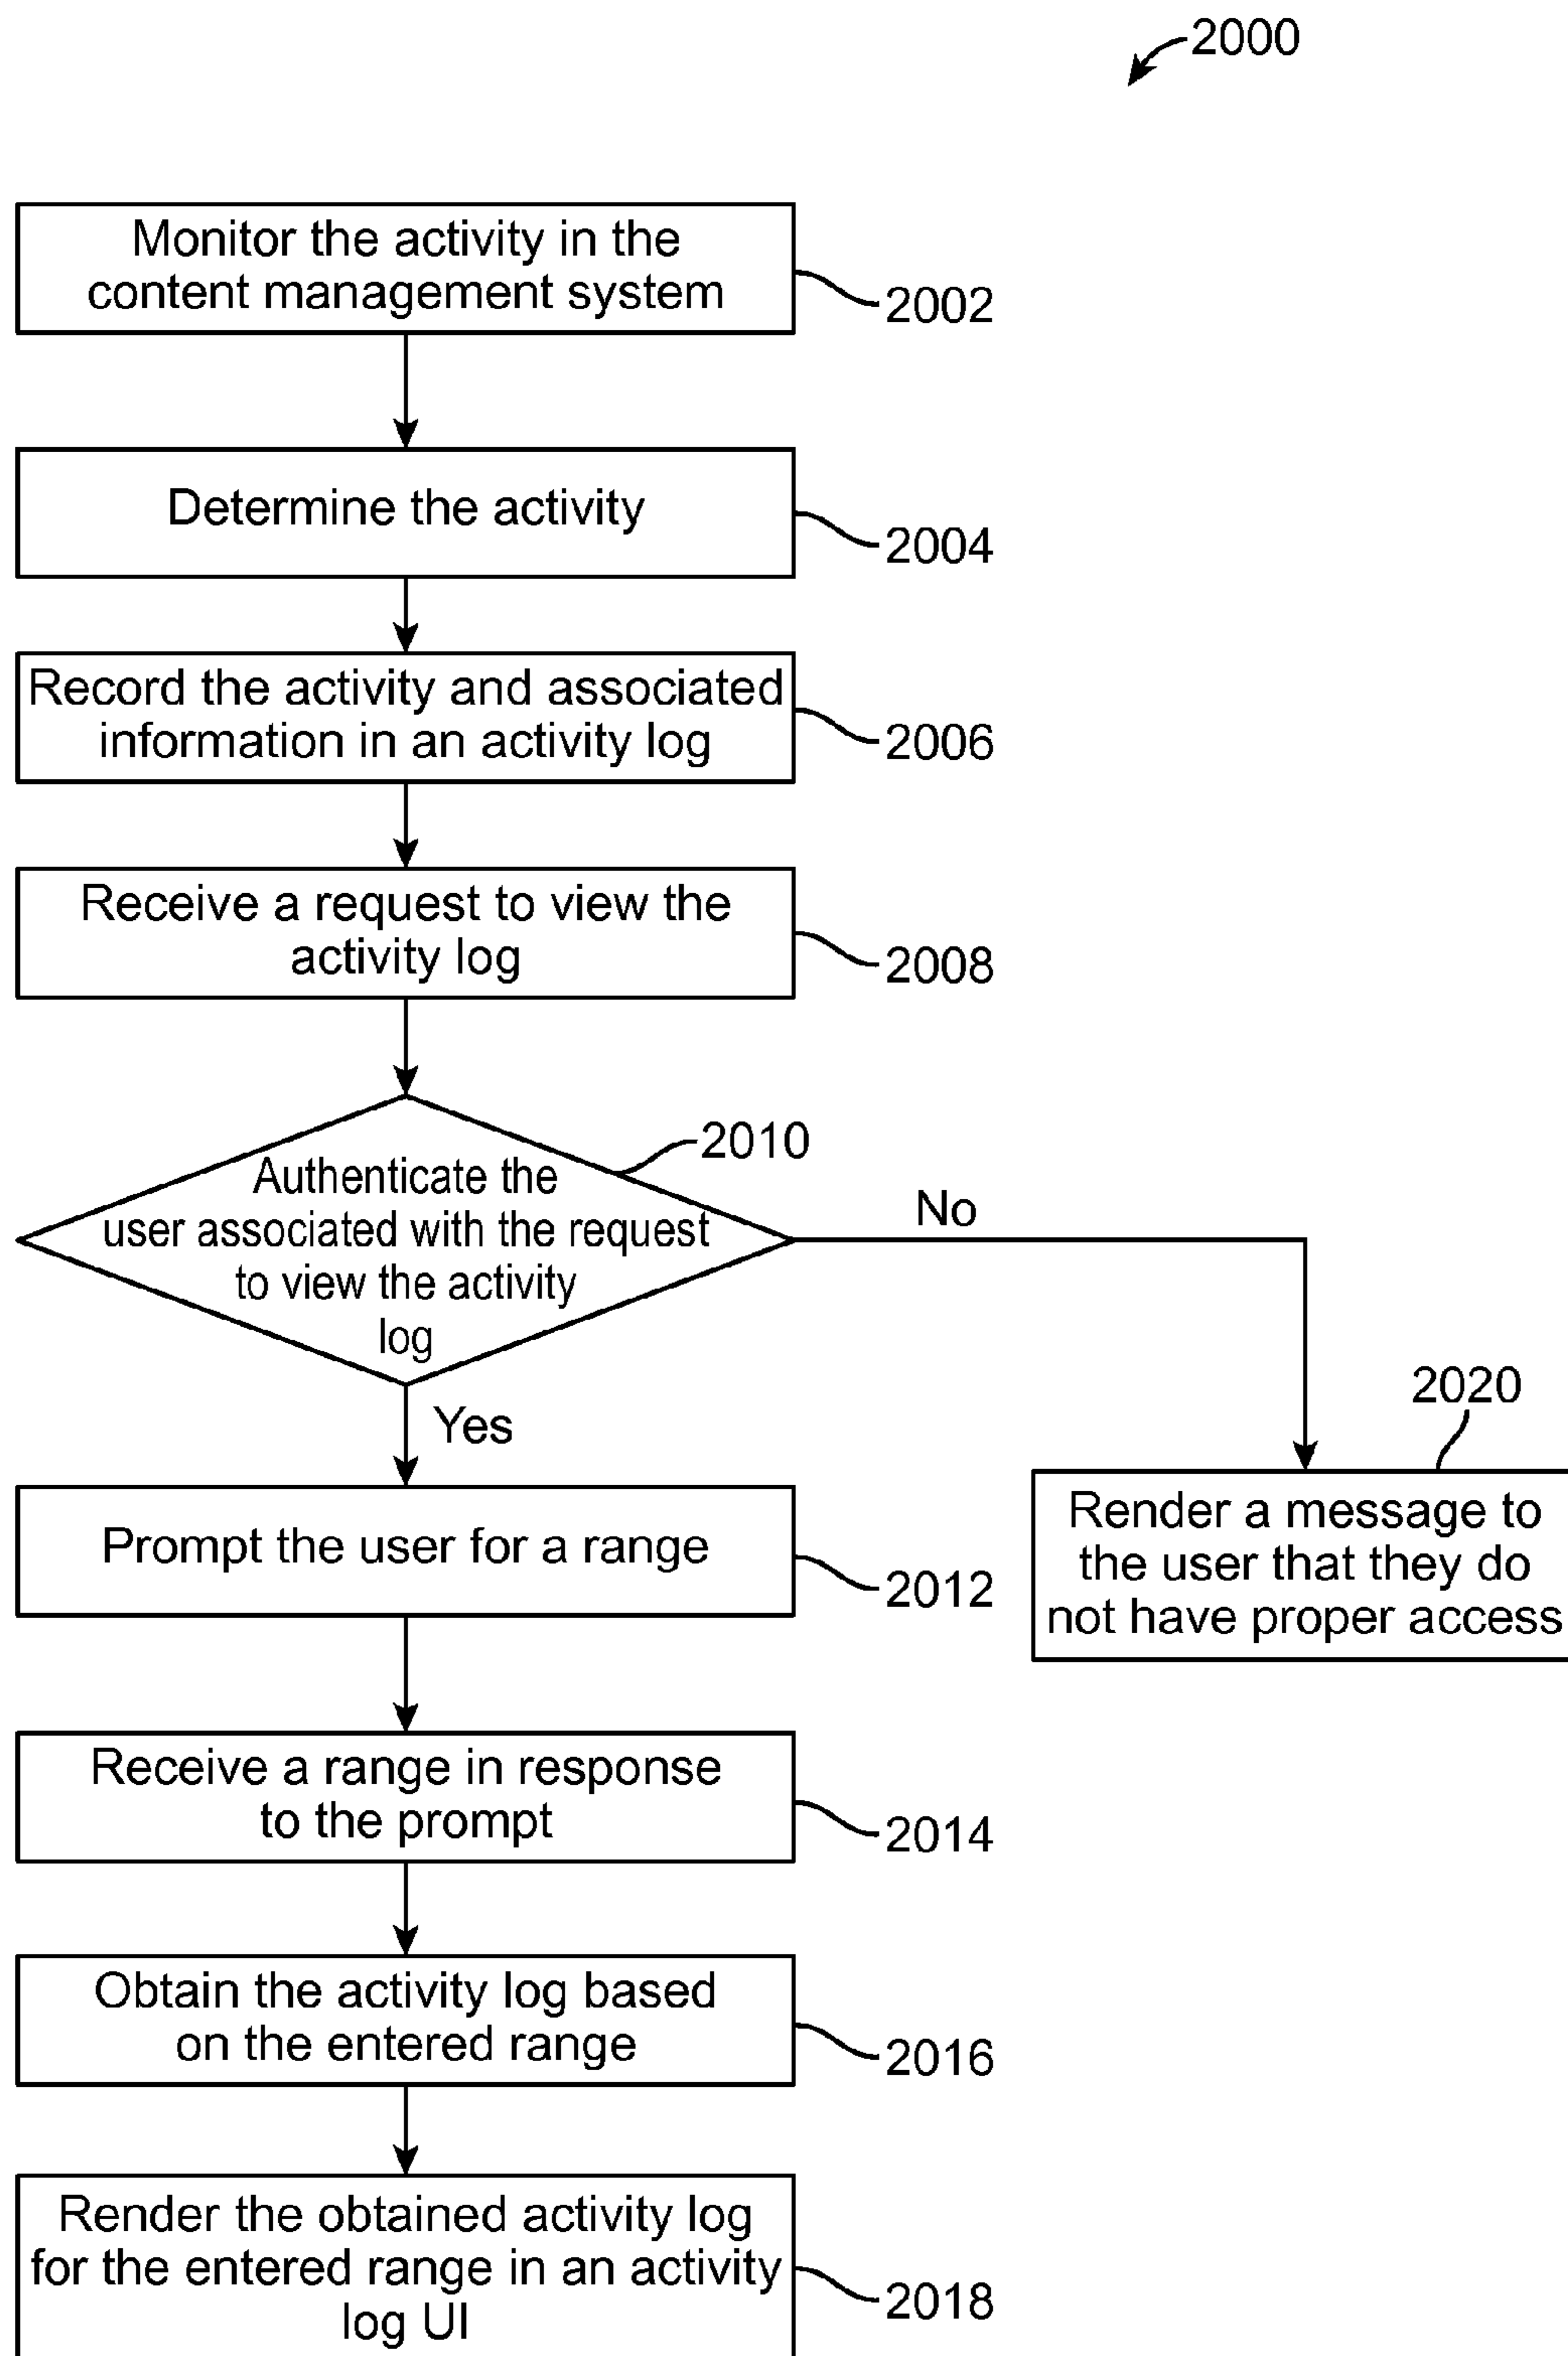 2000
Monitor the activity in the
content management system
2002
Determine the activity
2004
Record the activity and associated
information in an activity log
2006
Receive a request to view the
activity log
2008
2010
Authenticate the
user associated with the request
to view the activity
log
No
Yes
2020
Render a message to
the user that they do
not have proper access
Prompt the user for a range
2012
Receive a range in response
to the prompt
2014
Obtain the activity log based
on the entered range
2016
Render the obtained activity log
for the entered range in an activity
log UI
2018